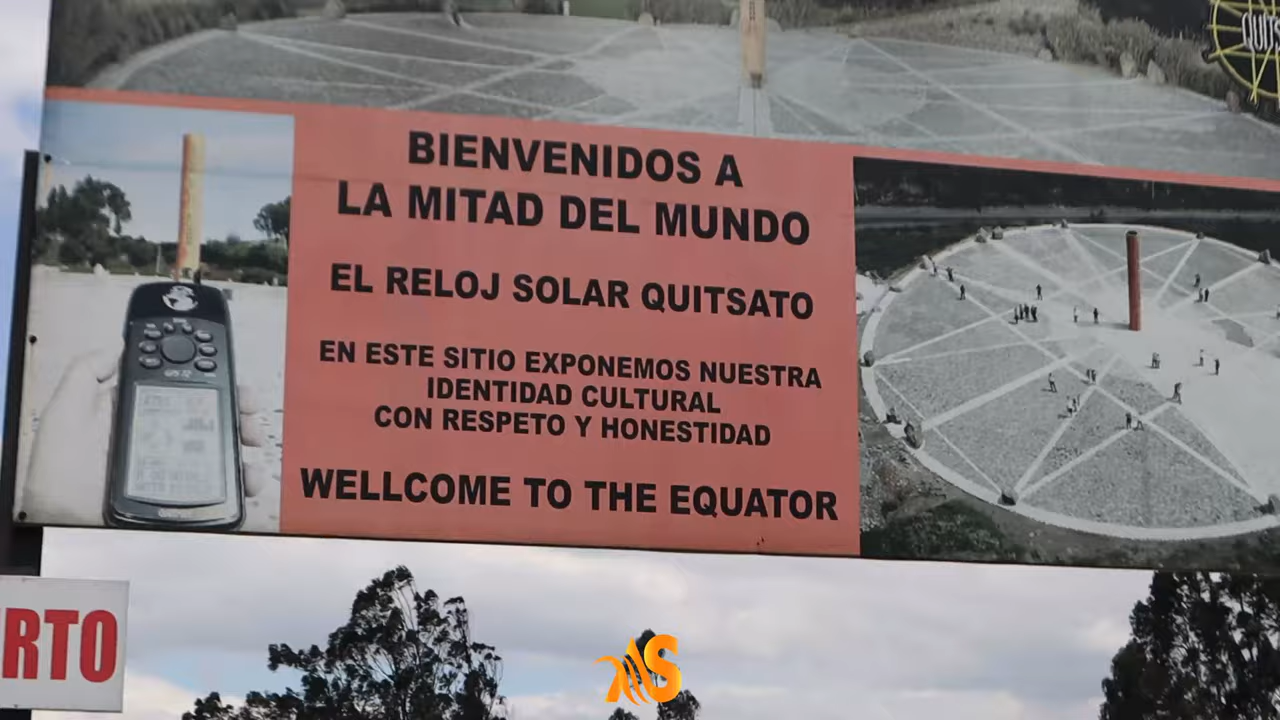 QUITS
BIENVENIDOS A
LA MITAD DEL MUNDO
EL RELOJ SOLAR QUITSATO
EN ESTE SITIO EXPONEMOS NUESTRA
IDENTIDAD CULTURAL
CON RESPETO Y HONESTIDAD
WELLCOME TO THE EQUATOR
RTO